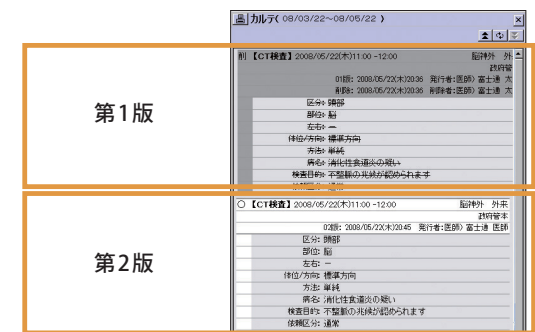 カルテ( 08/03/22～08/05/22 )
削 【CT検査】 2008/05/22(木)11:00 -12:00 脳神外 外
政府管
01版: 2008/05/22(木)20:36 発行者:医師) 富士通 太
削除: 2008/05/22(木)20:36 削除者:医師) 富士通 太
区分: 頭部
部位: 脳
左右: ー
体位/方向: 標準方向
方法: 単純
病名: 消化性食道炎の疑い
検査目的: 不整脈の兆候が認められます
依頼区分: 通常
第1版
○ 【CT検査】 2008/05/22(木)11:00 -12:00 脳神外 外来
政府管本
02版: 2008/05/22(木)20:45 発行者:医師) 富士通 医師
区分: 頭部
部位: 脳
左右: ー
体位/方向: 標準方向
方法: 単純
病名: 消化性食道炎の疑い
検査目的: 不整脈の兆候が認められます
依頼区分: 通常
第2版